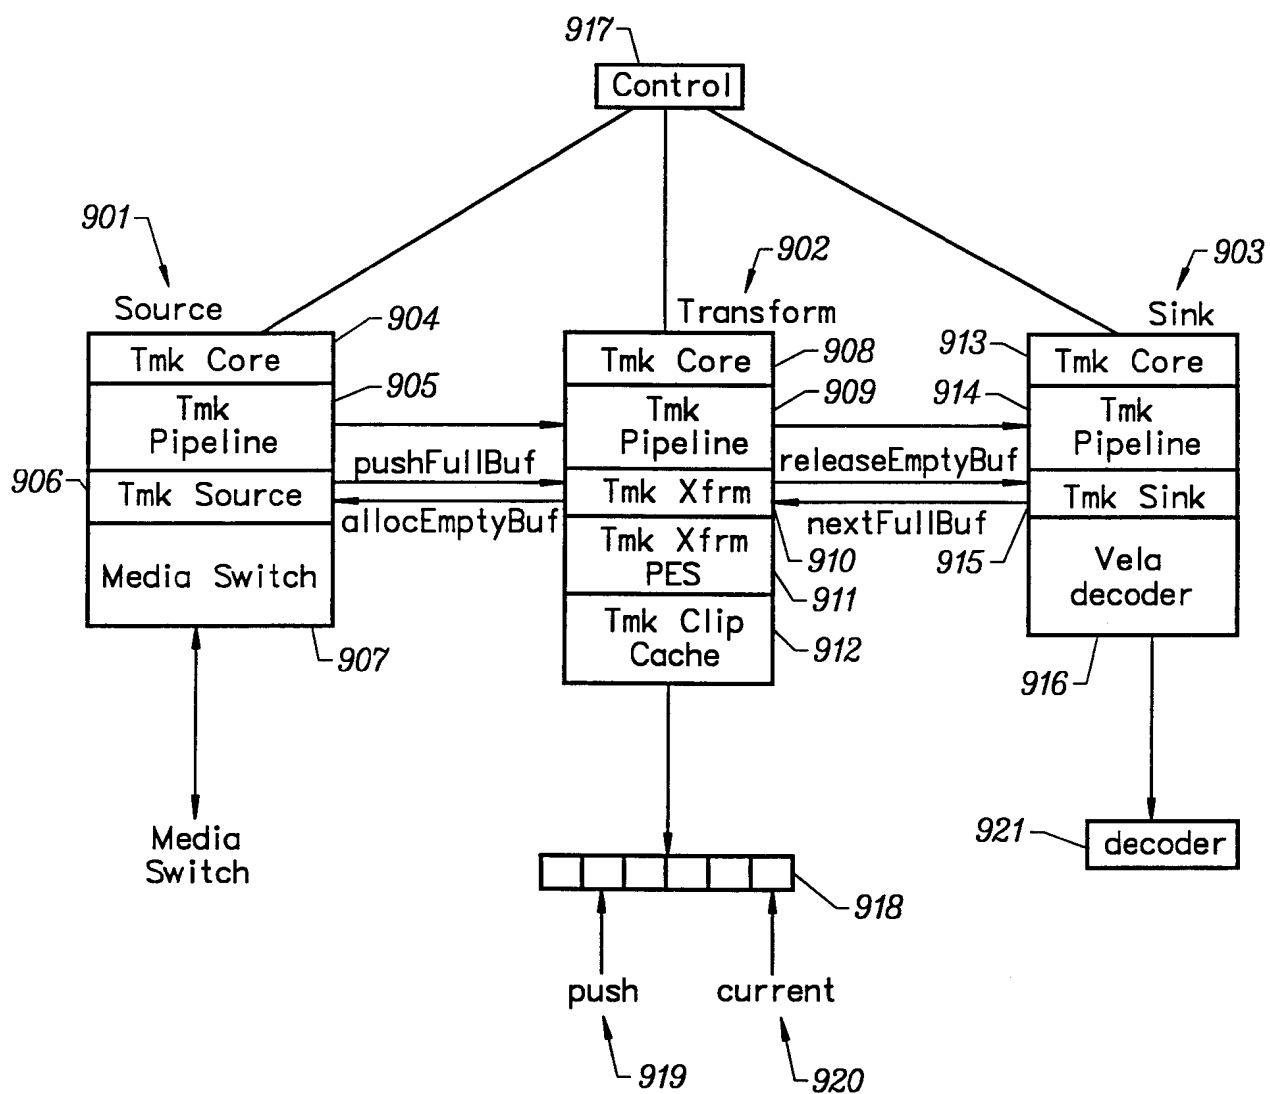 917
Control
901
902
903
Source
Transform
Sink
904
908
913
Tmk Core
Tmk Core
Tmk Core
905
909
914
Tmk
Pipeline
Tmk
Pipeline
Tmk
Pipeline
pushFullBuf
releaseEmptyBuf
906
Tmk Source
Tmk Xfrm
Tmk Sink
allocEmptyBuf
nextFullBuf
910
915
Media Switch
Tmk Xfrm
PES
911
Vela
decoder
907
Tmk Clip
Cache
912
916
Media
Switch
921
decoder
918
push
current
919
920